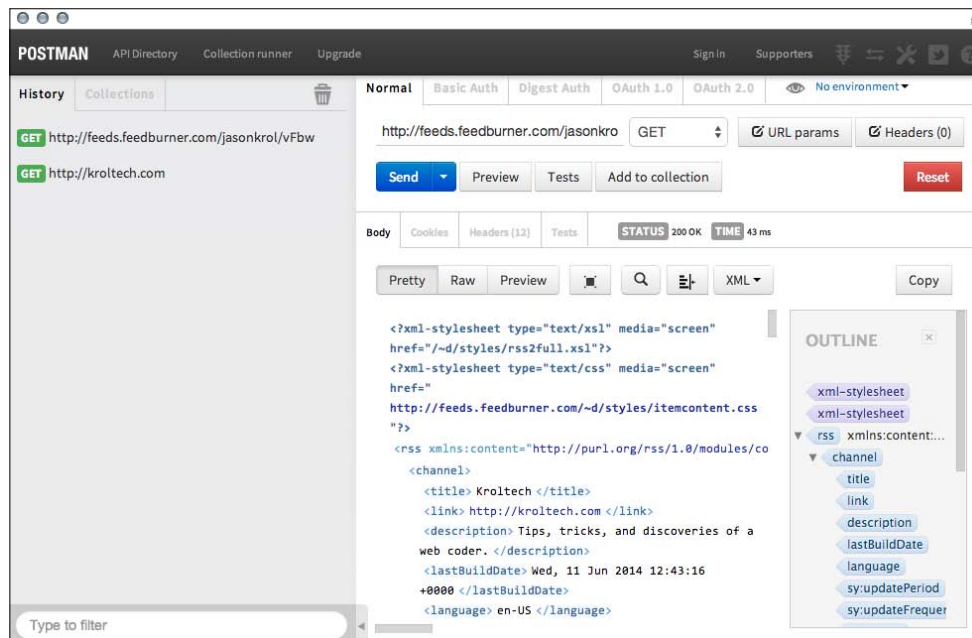 POSTMAN API Directory Collection runner Upgrade Sign in Supporters
History Collections
GET http://feeds.feedburner.com/jasonkrol/vFbw
GET http://kroltech.com
Type to filter
Normal Basic Auth Digest Auth OAuth 1.0 OAuth 2.0 No environment
http://feeds.feedburner.com/jasonkro GET URL params Headers (0)
Send Preview Tests Add to collection Reset
Body Cookies Headers (12) Tests STATUS 200 OK TIME 43 ms
Pretty Raw Preview XML Copy
<?xml-stylesheet type="text/xsl" media="screen"
href="/~d/styles/rss2full.xsl"?>
<?xml-stylesheet type="text/css" media="screen"
href="
http://feeds.feedburner.com/~d/styles/itemcontent.css
"?>
<rss xmlns:content="http://purl.org/rss/1.0/modules/co
<channel>
<title> Kroltech </title>
<link> http://kroltech.com </link>
<description> Tips, tricks, and discoveries of a
web coder. </description>
<lastBuildDate> Wed, 11 Jun 2014 12:43:16
+0000 </lastBuildDate>
<language> en-US </language>
OUTLINE
xml-stylesheet
xml-stylesheet
rss xmlns:content:...
channel
title
link
description
lastBuildDate
language
sy:updatePeriod
sy:updateFrequer